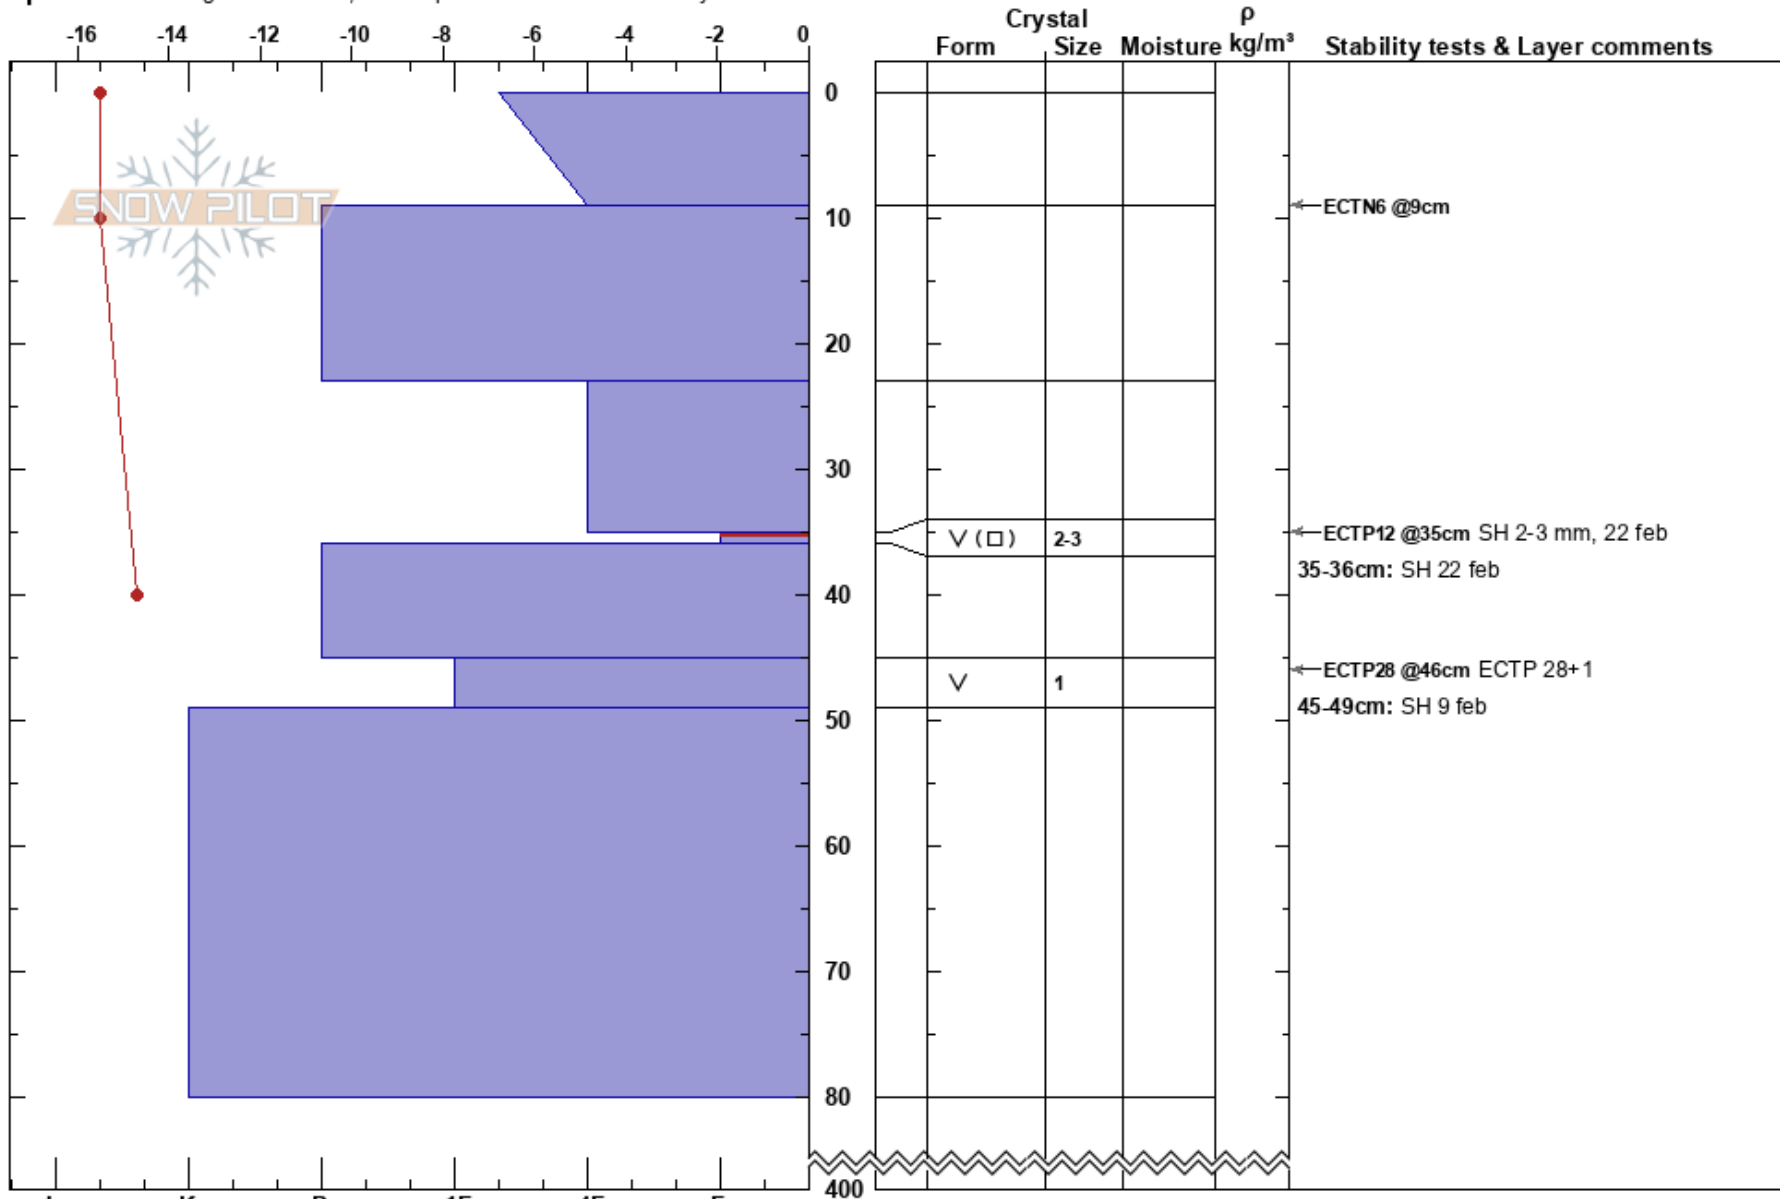 Crystal ρ
-16 -14 -12 -10 -8 -6 -4 -2 0 Form Size Moisture kg/m³ Stability tests & Layer comments
0
SNOW PILOT
ECTN6 @9cm
10
20
30
V (□) 2-3 ECTP12 @35cm SH 2-3 mm, 22 feb
35-36cm: SH 22 feb
40
ECTP28 @46cm ECTP 28+1
V 1
45-49cm: SH 9 feb
50
60
70
80
400